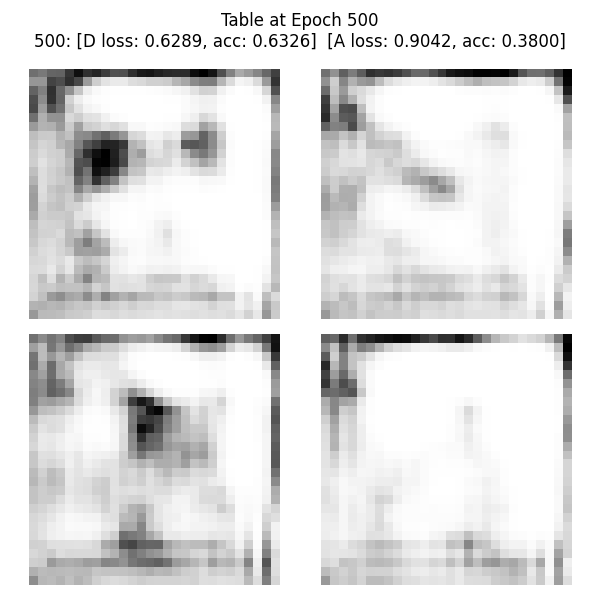 Table at Epoch 500
500: [D loss: 0.6289, acc: 0.6326]  [A loss: 0.9042, acc: 0.3800]